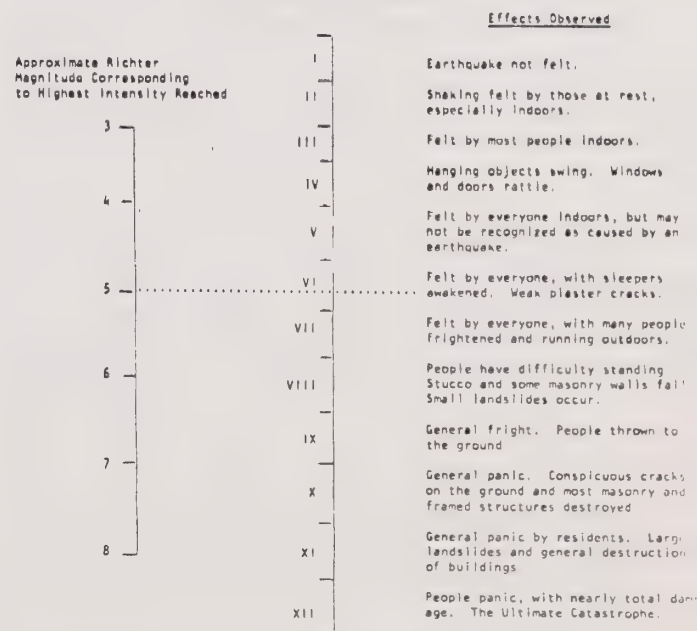 Effects Observed
Approximate Richter
Magnitude Corresponding
to Highest Intensity Reached
3
4
5
6
7
8
I
Earthquake not felt.
II
Shaking felt by those at rest,
especially indoors.
III
Felt by most people indoors.
IV
Hanging objects swing. Windows
and doors rattle.
V
Felt by everyone indoors, but may
not be recognized as caused by an
earthquake.
VI
Felt by everyone, with sleepers
awakened. Weak plaster cracks.
VII
Felt by everyone, with many people
frightened and running outdoors.
VIII
People have difficulty standing
Stucco and some masonry walls fal
Small landslides occur.
IX
General fright. People thrown to
the ground
X
General panic. Conspicuous cracks
on the ground and most masonry and
framed structures destroyed
XI
General panic by residents. Larg
landslides and general destruction
of buildings
XII
People panic, with nearly total dam-
age. The Ultimate Catastrophe.